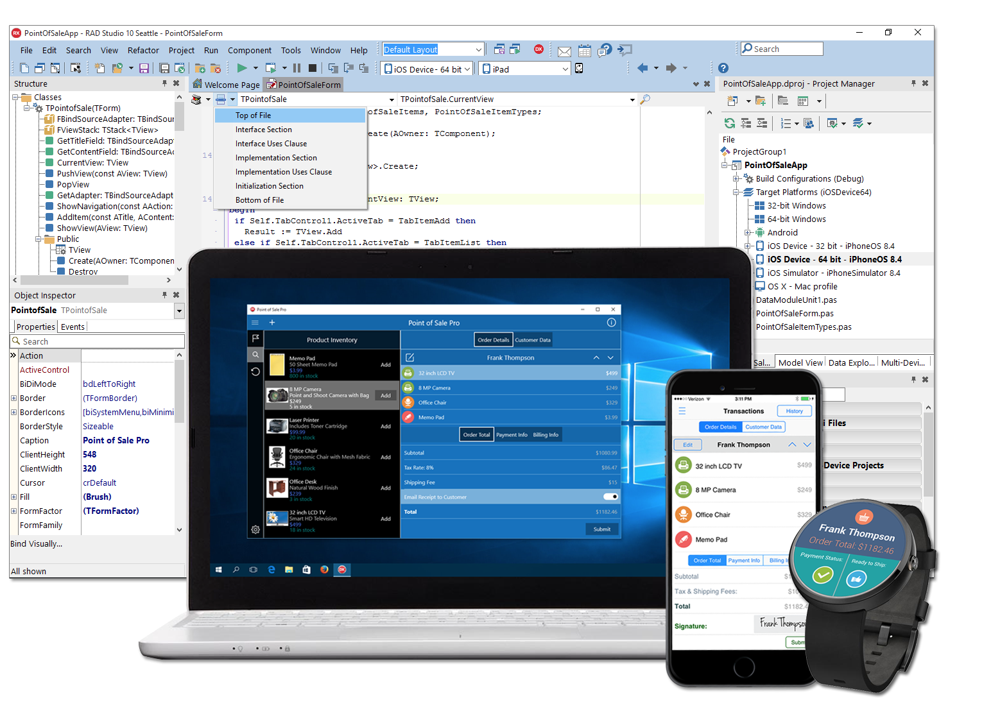 PointOfSaleApp - RAD Studio 10 Seattle - PointOfSaleForm
File Edit Search View Refactor Project Run Component Tools Window Help
Default Layout
Search
iOS Device - 64 bit
iPad
Structure
Classes
TPointofSale(TForm)
FBindSourceAdapter: TBindSour
FViewStack: TStack<TView>
GetTitleField: TBindSourceAdapt
GetContentField: TBindSourceAc
CurrentView: TView
PushView(const AView: TView)
PopView
GetAdapter: TBindSourceAdapt
ShowNavigation(const AAction:
AddItem(const ATitle, AContent:
ShowView(AView: TView)
Public
TView
Create(AOwner: TComponen
Destroy
Object Inspector
PointofSale TPointofSale
Properties Events
Search
Action
ActiveControl
BiDiMode bdLeftToRight
Border (TFormBorder)
BorderIcons [biSystemMenu,biMinimi
BorderStyle Sizeable
Caption Point of Sale Pro
ClientHeight 548
ClientWidth 320
Cursor crDefault
Fill (Brush)
FormFactor (TFormFactor)
FormFamily
Bind Visually...
All shown
Welcome Page PointOfSaleForm
TPointofSale
TPointofSale.CurrentView
Top of File
Interface Section
Interface Uses Clause
Implementation Section
Implementation Uses Clause
Initialization Section
Bottom of File
ofSaleItems, PointOfSaleItemTypes;
eate(AOwner: TComponent);
14
w>.Create;
14
ntView: TView;
begin
if Self.TabControl1.ActiveTab = TabItemAdd then
Result := TView.Add
else if Self.TabControl1.ActiveTab = TabItemList then
PointOfSaleApp.dproj - Project Manager
File
ProjectGroup1
PointOfSaleApp
Build Configurations (Debug)
Target Platforms (iOSDevice64)
32-bit Windows
64-bit Windows
Android
iOS Device - 32 bit - iPhoneOS 8.4
iOS Device - 64 bit - iPhoneOS 8.4
iOS Simulator - iPhoneSimulator 8.4
OS X - Mac profile
DataModuleUnit1.pas
PointOfSaleForm.pas
PointOfSaleItemTypes.pas
Sal... Model View Data Explo... Multi-Devi...
i Files
-Device Projects
Point of Sale Pro
Point of Sale Pro
Product Inventory
Memo Pad
50 Sheet Memo Pad
$3.99
800 in stock
Add
8 MP Camera
Point and Shoot Camera with Bag
$249
5 in stock
Add
Laser Printer
Includes Toner Cartridge
$99.99
20 in stock
Add
Office Chair
Ergonomic Chair with Mesh Fabric
$329
24 in stock
Add
Office Desk
Natural Wood Finish
$239
3 in stock
Add
32 inch LCD TV
Smart HD Television
$499
18 in stock
Add
Order Details Customer Data
Frank Thompson
32 inch LCD TV $499
8 MP Camera $249
Office Chair $329
Memo Pad $3.99
Order Total Payment Info Billing Info
Subtotal $1080.99
Tax Rate: 8% $86.47
Shipping Fee $15
Email Receipt to Customer
Total $1182.46
Submit
Verizon 3:11 PM
Transactions History
Order Details Customer Data
Edit Frank Thompson
32 inch LCD TV $499
8 MP Camera $249
Office Chair $329
Memo Pad
Order Total Payment Info Billing I
Subtotal
Tax & Shipping Fees:
Total $1182.4
Signature: Frank Thompson
Subm
Frank Thompson
Order Total: $1182.46
Payment Status: Ready to Ship: